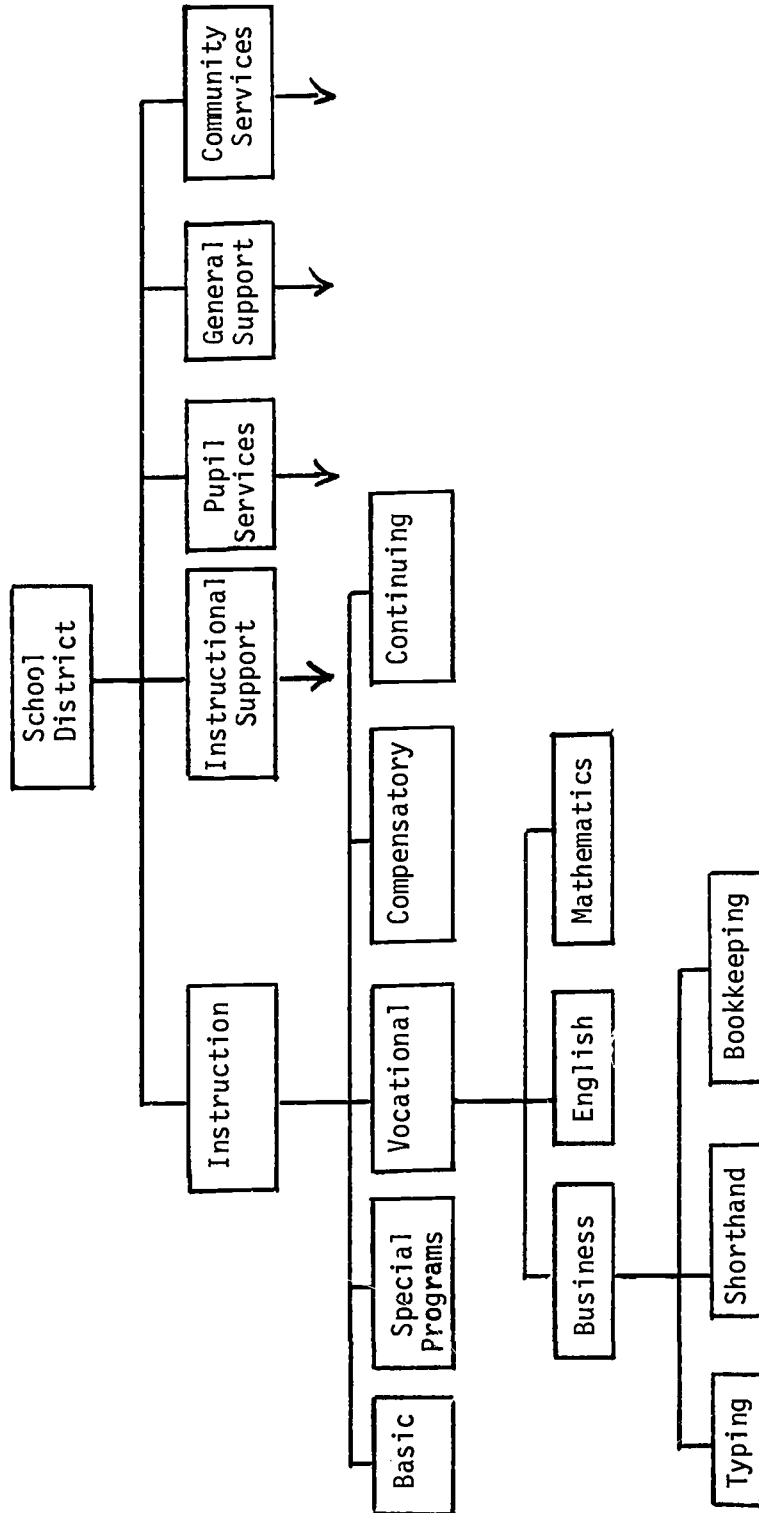 School
District
Instruction
Instructional
Support
Pupil
Services
General
Support
Community
Services
Basic
Special
Programs
Vocational
Compensatory
Continuing
Business
English
Mathematics
Typing
Shorthand
Bookkeeping